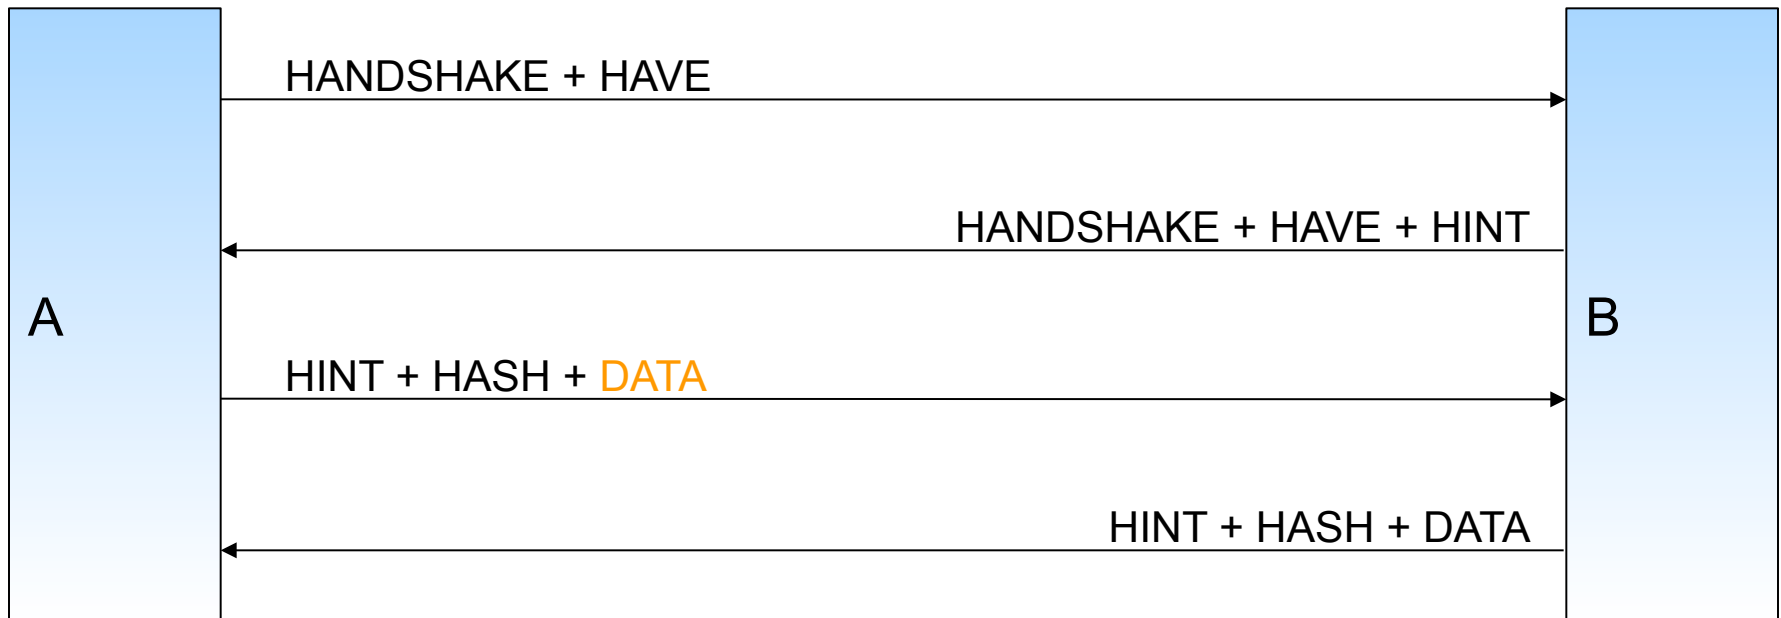 HANDSHAKE + HAVE
HANDSHAKE + HAVE + HINT
A
B
HINT + HASH + DATA
HINT + HASH + DATA